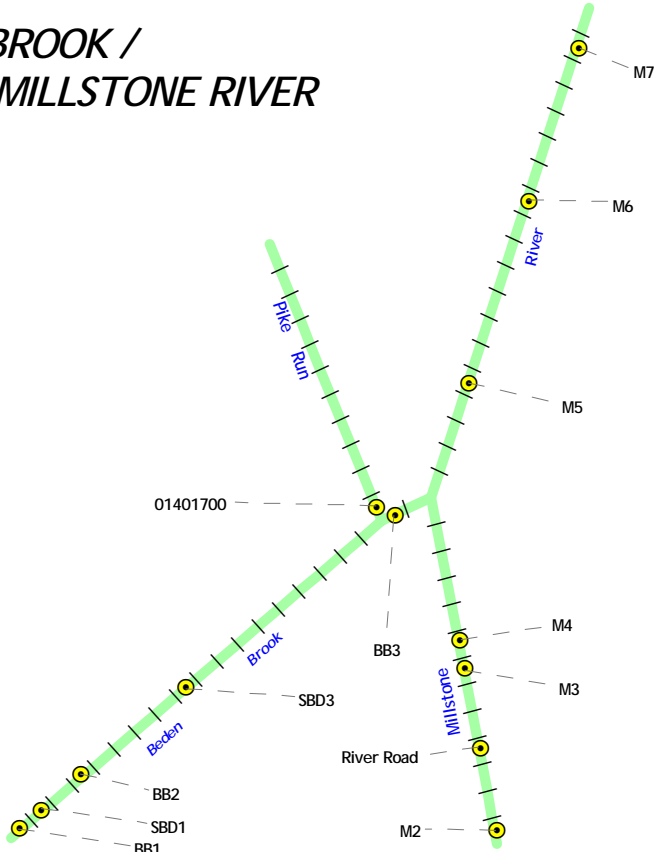 BROOK /
MILLSTONE RIVER
M7
M6
River
Pike Run
M5
01401700
BB3
M4
Brook
M3
Millstone
SBD3
Beden
River Road
BB2
SBD1
M2
BB1